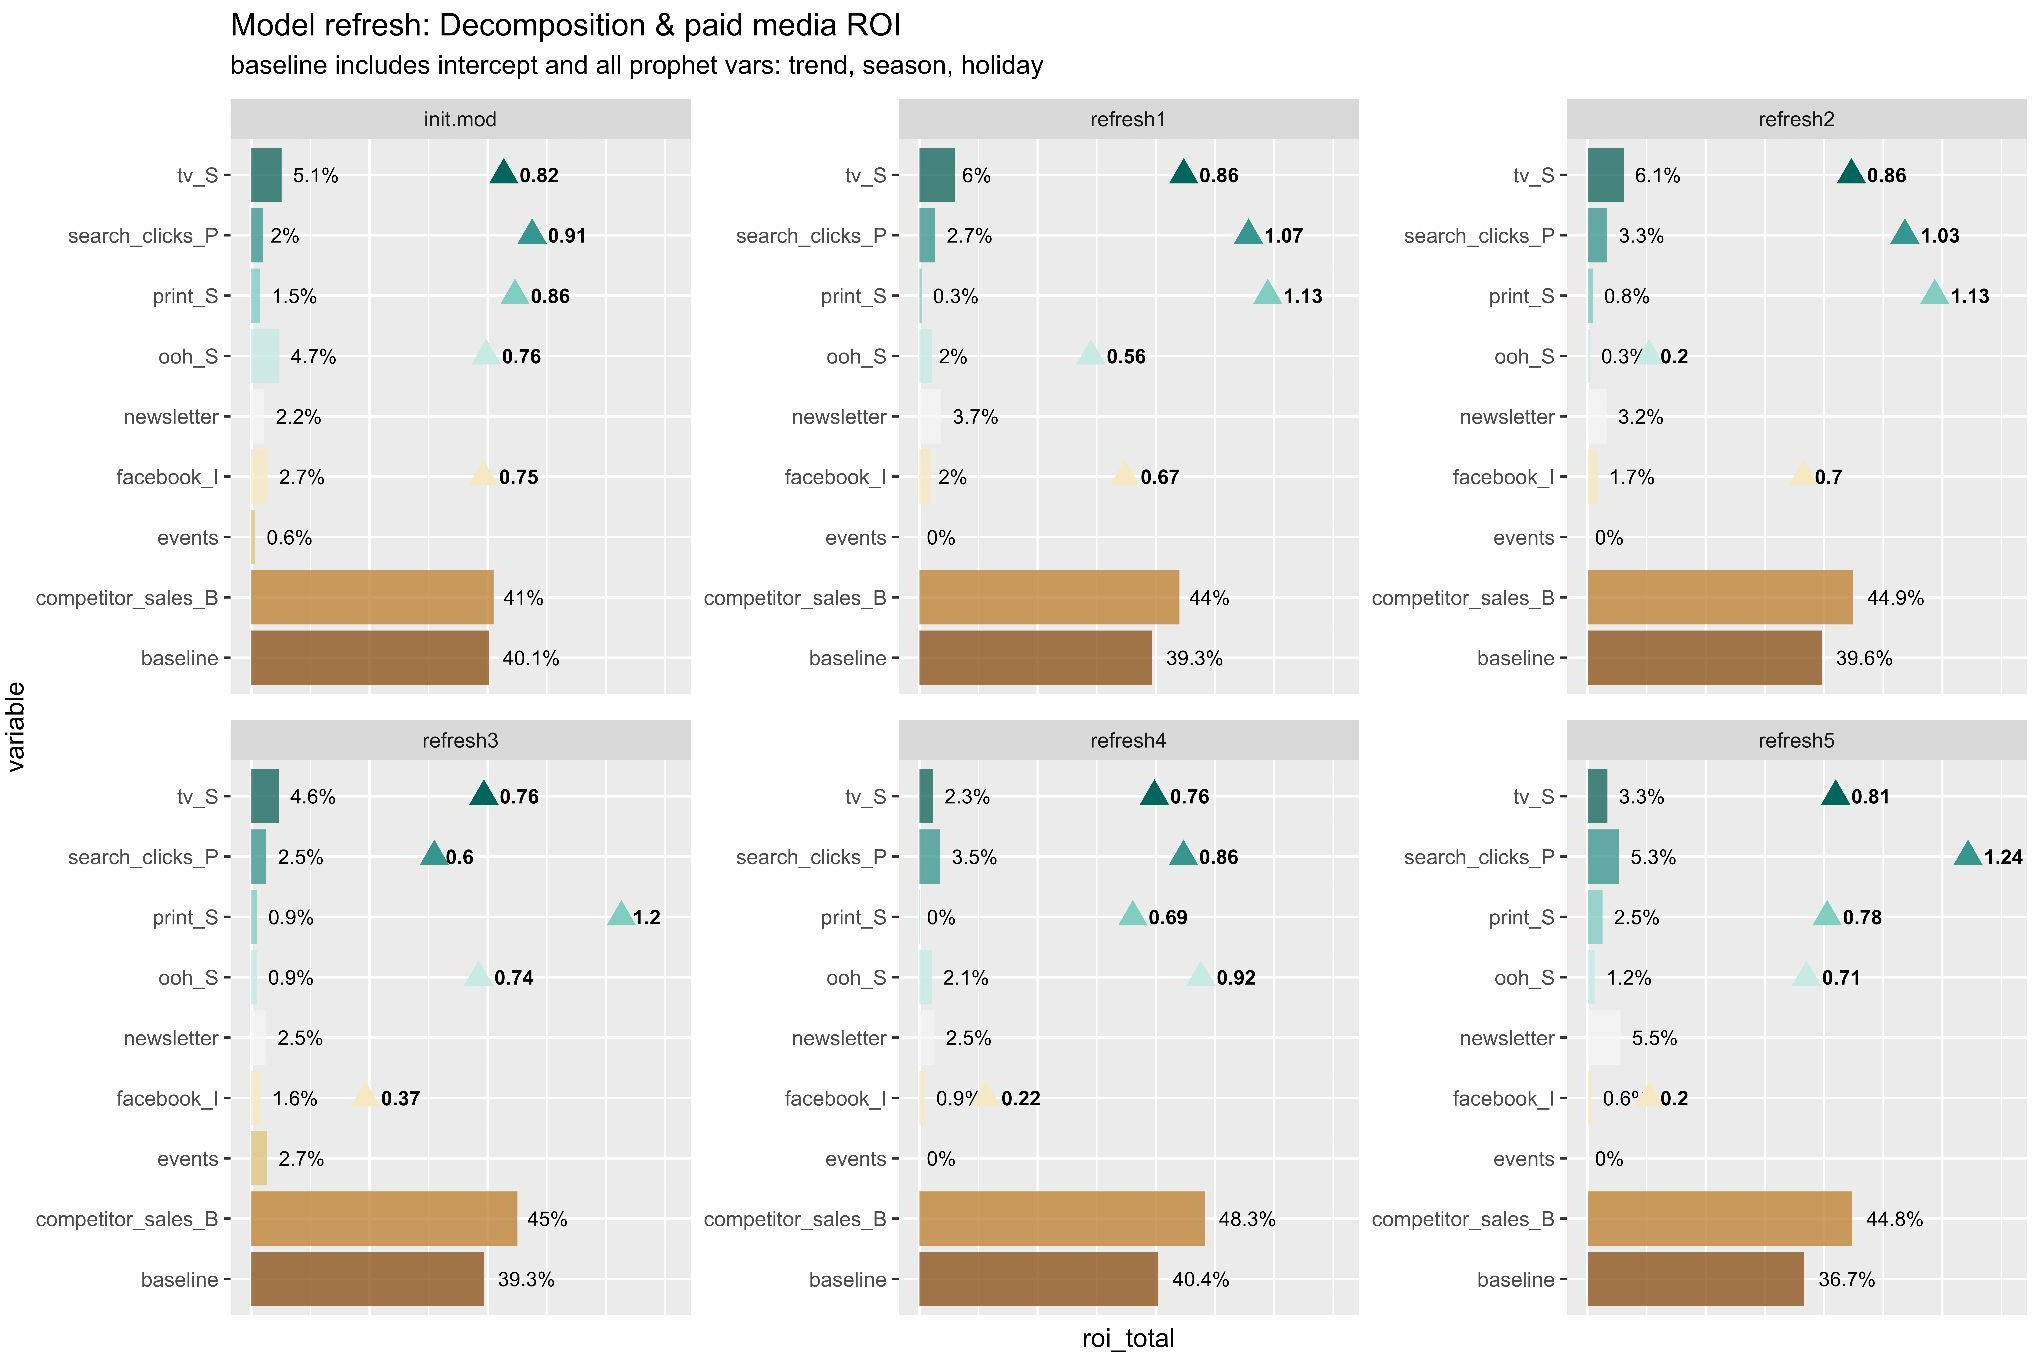 Model refresh: Decomposition & paid media ROI
baseline includes intercept and all prophet vars: trend, season, holiday
variable
init.mod
tv_S 5.1% 0.82
search_clicks_P 2% 0.91
print_S 1.5% 0.86
ooh_S 4.7% 0.76
newsletter 2.2%
facebook_I 2.7% 0.75
events 0.6%
competitor_sales_B 41%
baseline 40.1%
refresh1
tv_S 6% 0.86
search_clicks_P 2.7% 1.07
print_S 0.3% 1.13
ooh_S 2% 0.56
newsletter 3.7%
facebook_I 2% 0.67
events 0%
competitor_sales_B 44%
baseline 39.3%
refresh2
tv_S 6.1% 0.86
search_clicks_P 3.3% 1.03
print_S 0.8% 1.13
ooh_S 0.3% 0.2
newsletter 3.2%
facebook_I 1.7% 0.7
events 0%
competitor_sales_B 44.9%
baseline 39.6%
refresh3
tv_S 4.6% 0.76
search_clicks_P 2.5% 0.6
print_S 0.9% 1.2
ooh_S 0.9% 0.74
newsletter 2.5%
facebook_I 1.6% 0.37
events 2.7%
competitor_sales_B 45%
baseline 39.3%
refresh4
tv_S 2.3% 0.76
search_clicks_P 3.5% 0.86
print_S 0% 0.69
ooh_S 2.1% 0.92
newsletter 2.5%
facebook_I 0.9% 0.22
events 0%
competitor_sales_B 48.3%
baseline 40.4%
refresh5
tv_S 3.3% 0.81
search_clicks_P 5.3% 1.24
print_S 2.5% 0.78
ooh_S 1.2% 0.71
newsletter 5.5%
facebook_I 0.6% 0.2
events 0%
competitor_sales_B 44.8%
baseline 36.7%
roi_total